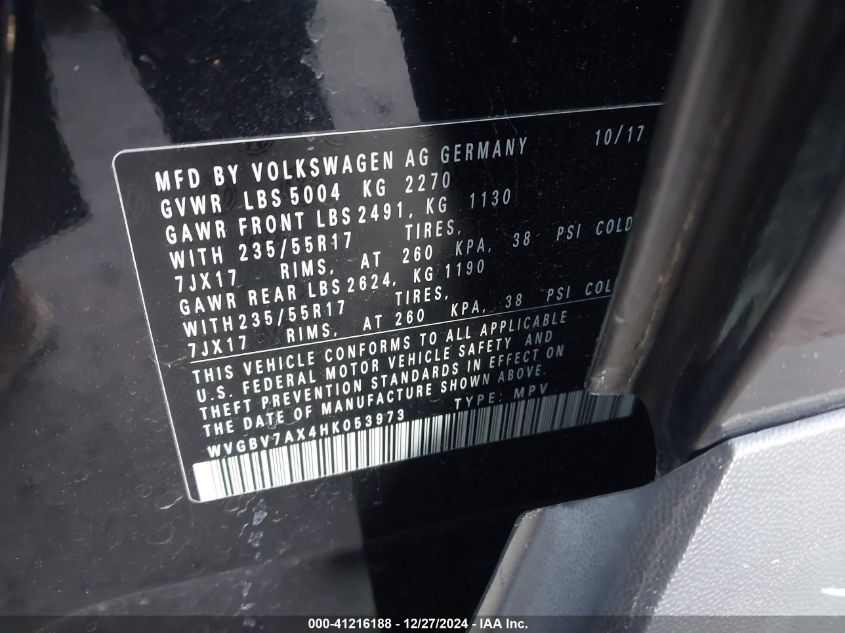 MFD BY VOLKSWAGEN AG GERMANY 10/17
GVWR LBS 5004 KG 2270
GAWR FRONT LBS 2491, KG 1130
WITH 235/55R17 TIRES,
7JX17 RIMS, AT 260 KPA, 38 PSI COLD
GAWR REAR LBS 2624, KG 1190
WITH 235/55R17 TIRES,
7JX17 RIMS, AT 260 KPA, 38 PSI COL
THIS VEHICLE CONFORMS TO ALL APPLICABLE
U.S. FEDERAL MOTOR VEHICLE SAFETY AND
THEFT PREVENTION STANDARDS IN EFFECT ON
THE DATE OF MANUFACTURE SHOWN ABOVE.
WVGBV7AX4HK053973 TYPE: MPV
000-41216188 - 12/27/2024 - IAA Inc.